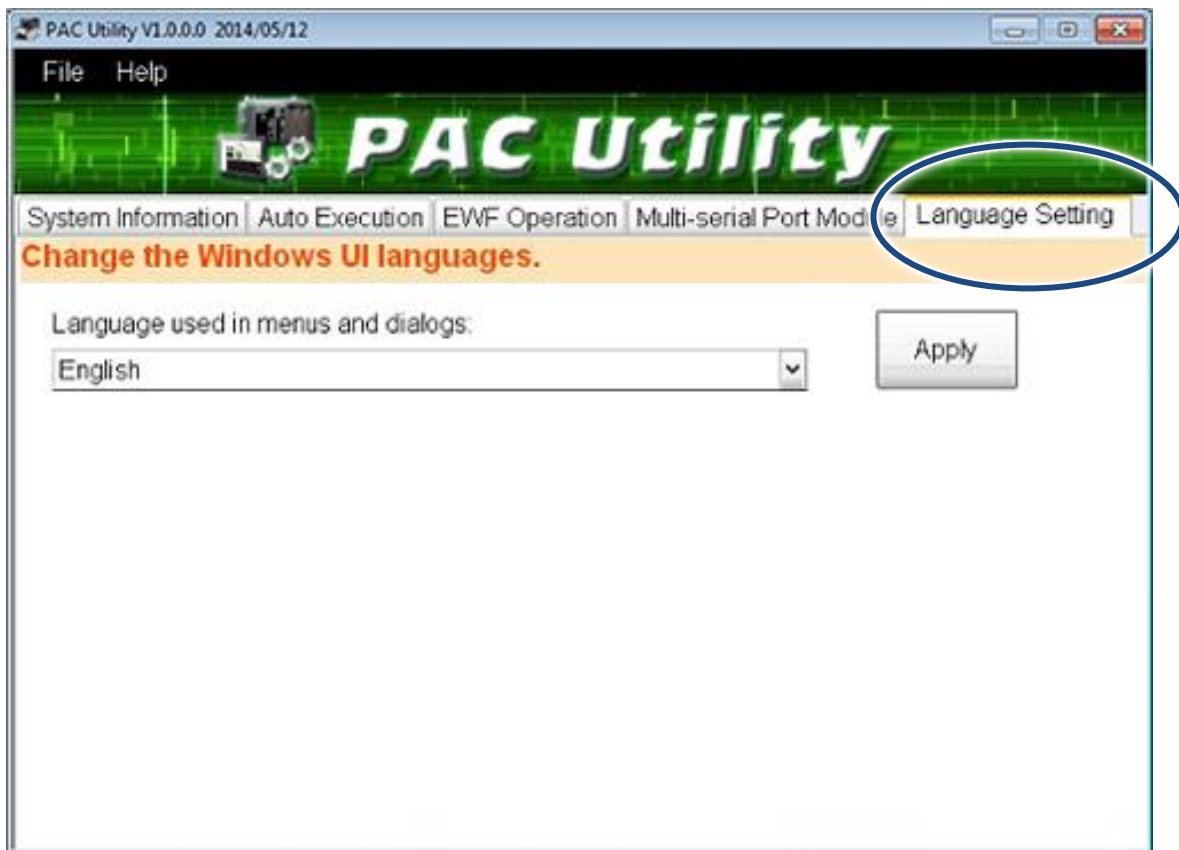 PAC Utility V1.0.0.0 2014/05/12
File Help
PAC Utility
System Information Auto Execution EWF Operation Multi-serial Port Module Language Setting
Change the Windows UI languages.
Language used in menus and dialogs:
English
Apply